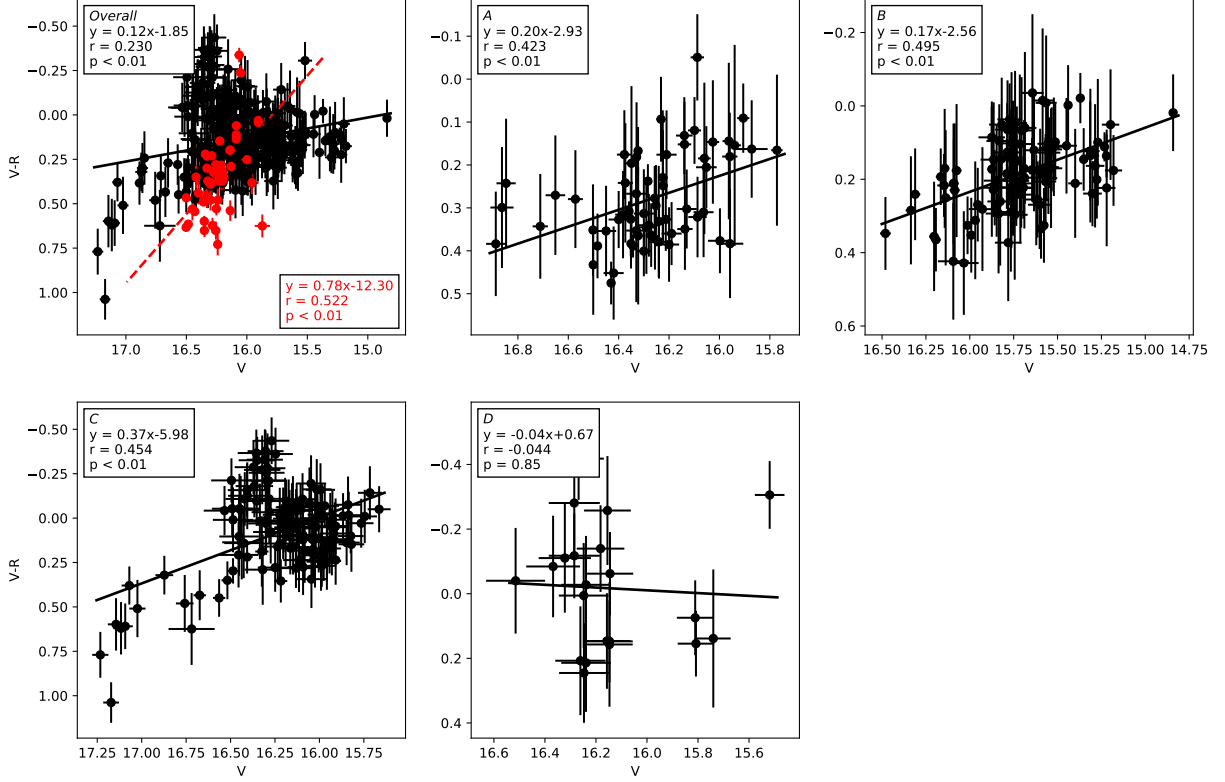 Overall
y = 0.12x-1.85
r = 0.230
p < 0.01
y = 0.78x-12.30
r = 0.522
p < 0.01
−0.50
−0.25
0.00
0.25
0.50
0.75
1.00
V-R
17.0 16.5 16.0 15.5 15.0
V
A
y = 0.20x-2.93
r = 0.423
p < 0.01
−0.1
0.0
0.1
0.2
0.3
0.4
0.5
16.8 16.6 16.4 16.2 16.0 15.8
V
B
y = 0.17x-2.56
r = 0.495
p < 0.01
−0.2
0.0
0.2
0.4
0.6
16.50 16.25 16.00 15.75 15.50 15.25 15.00 14.75
V
C
y = 0.37x-5.98
r = 0.454
p < 0.01
−0.50
−0.25
0.00
0.25
0.50
0.75
1.00
V-R
17.25 17.00 16.75 16.50 16.25 16.00 15.75
V
D
y = -0.04x+0.67
r = -0.044
p = 0.85
−0.4
−0.2
0.0
0.2
0.4
16.6 16.4 16.2 16.0 15.8 15.6
V